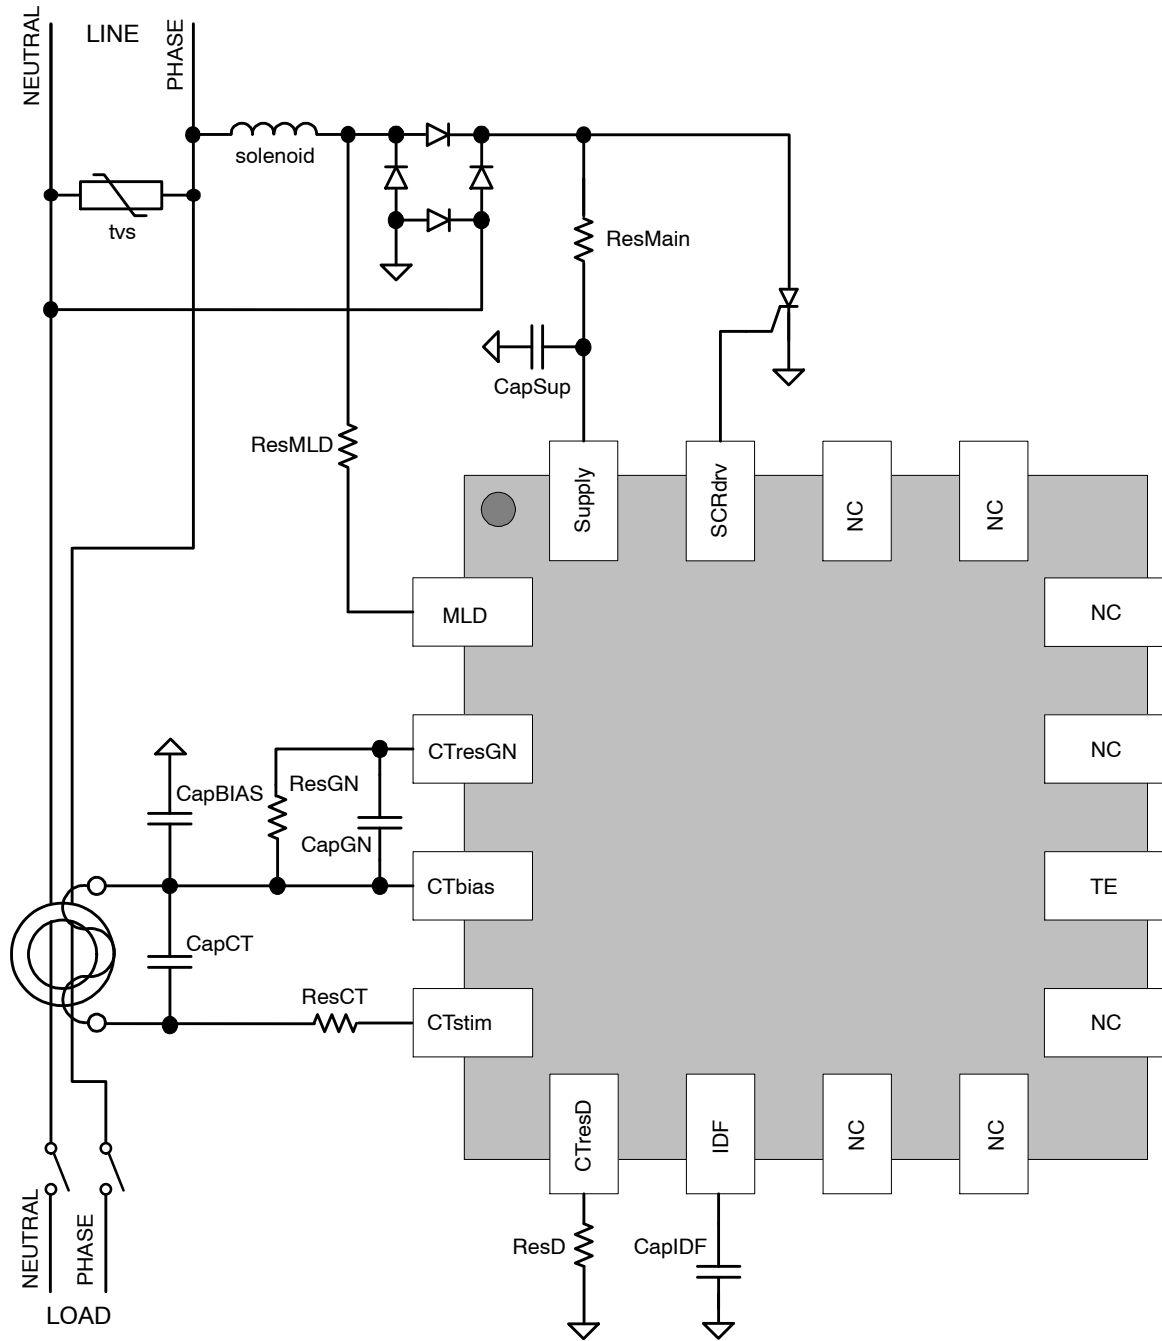 NEUTRAL
LINE
PHASE
solenoid
tvs
ResMain
CapSup
ResMLD
Supply
SCRdrv
NC
NC
MLD
NC
CTresGN
NC
ResGN
CapBIAS
CapGN
CTbias
TE
CapCT
ResCT
CTstim
NC
CTresD
IDF
NC
NC
NEUTRAL
PHASE
ResD
CapIDF
LOAD